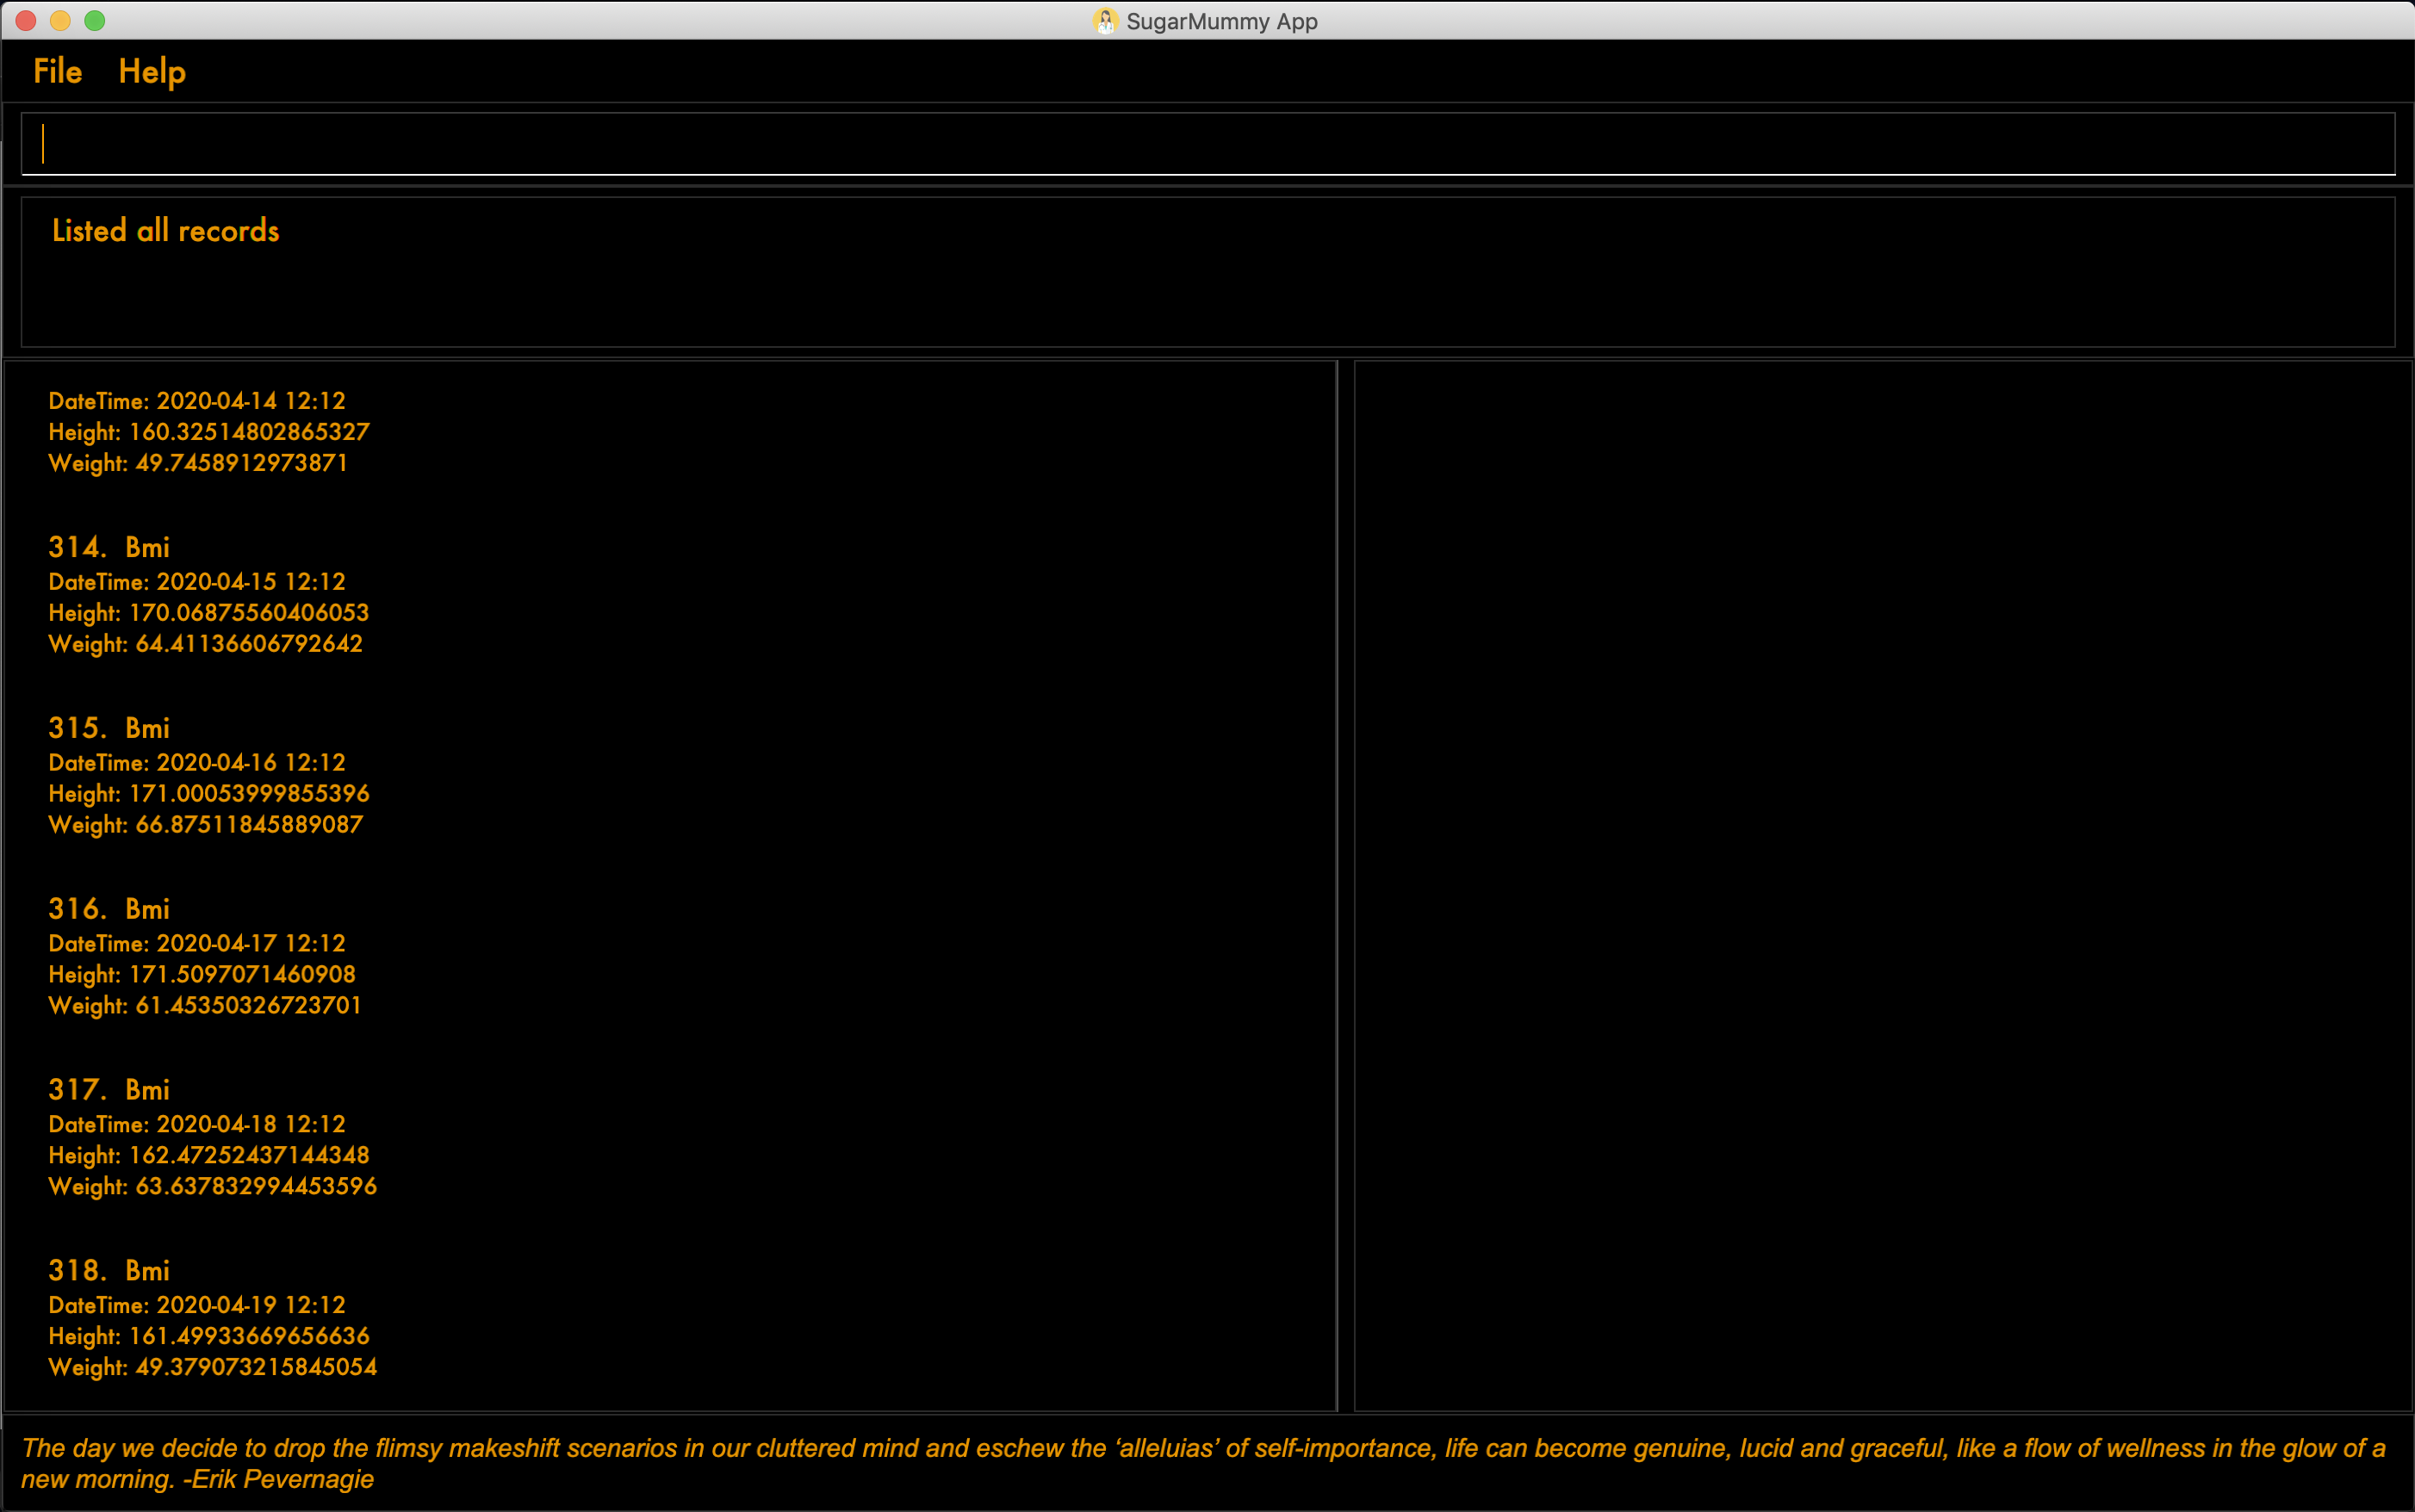 SugarMummy App
File Help
Listed all records
DateTime: 2020-04-14 12:12
Height: 160.32514802865327
Weight: 49.7458912973871
314. Bmi
DateTime: 2020-04-15 12:12
Height: 170.06875560406053
Weight: 64.41136606792642
315. Bmi
DateTime: 2020-04-16 12:12
Height: 171.00053999855396
Weight: 66.87511845889087
316. Bmi
DateTime: 2020-04-17 12:12
Height: 171.5097071460908
Weight: 61.45350326723701
317. Bmi
DateTime: 2020-04-18 12:12
Height: 162.47252437144348
Weight: 63.637832994453596
318. Bmi
DateTime: 2020-04-19 12:12
Height: 161.49933669656636
Weight: 49.379073215845054
The day we decide to drop the flimsy makeshift scenarios in our cluttered mind and eschew the ‘alleluias’ of self-importance, life can become genuine, lucid and graceful, like a flow of wellness in the glow of a
new morning. -Erik Pevernagie